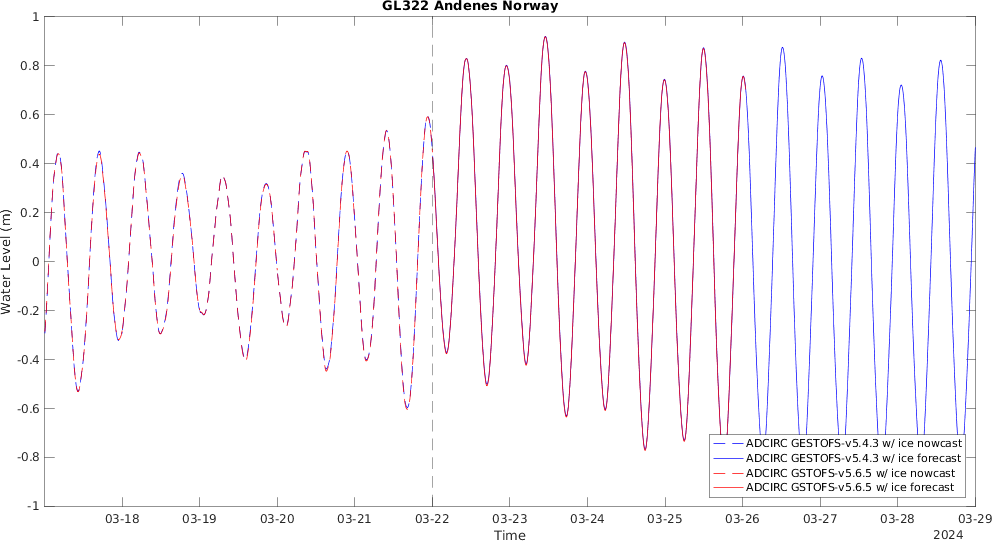 GL322 Andenes Norway
1
0.8
0.6
0.4
0.2
0
-0.2
-0.4
-0.6
-0.8
-1
Water Level (m)
ADCIRC GESTOFS-v5.4.3 w/ ice nowcast
ADCIRC GESTOFS-v5.4.3 w/ ice forecast
ADCIRC GSTOFS-v5.6.5 w/ ice nowcast
ADCIRC GSTOFS-v5.6.5 w/ ice forecast
03-18 03-19 03-20 03-21 03-22 03-23 03-24 03-25 03-26 03-27 03-28 03-29
Time
2024